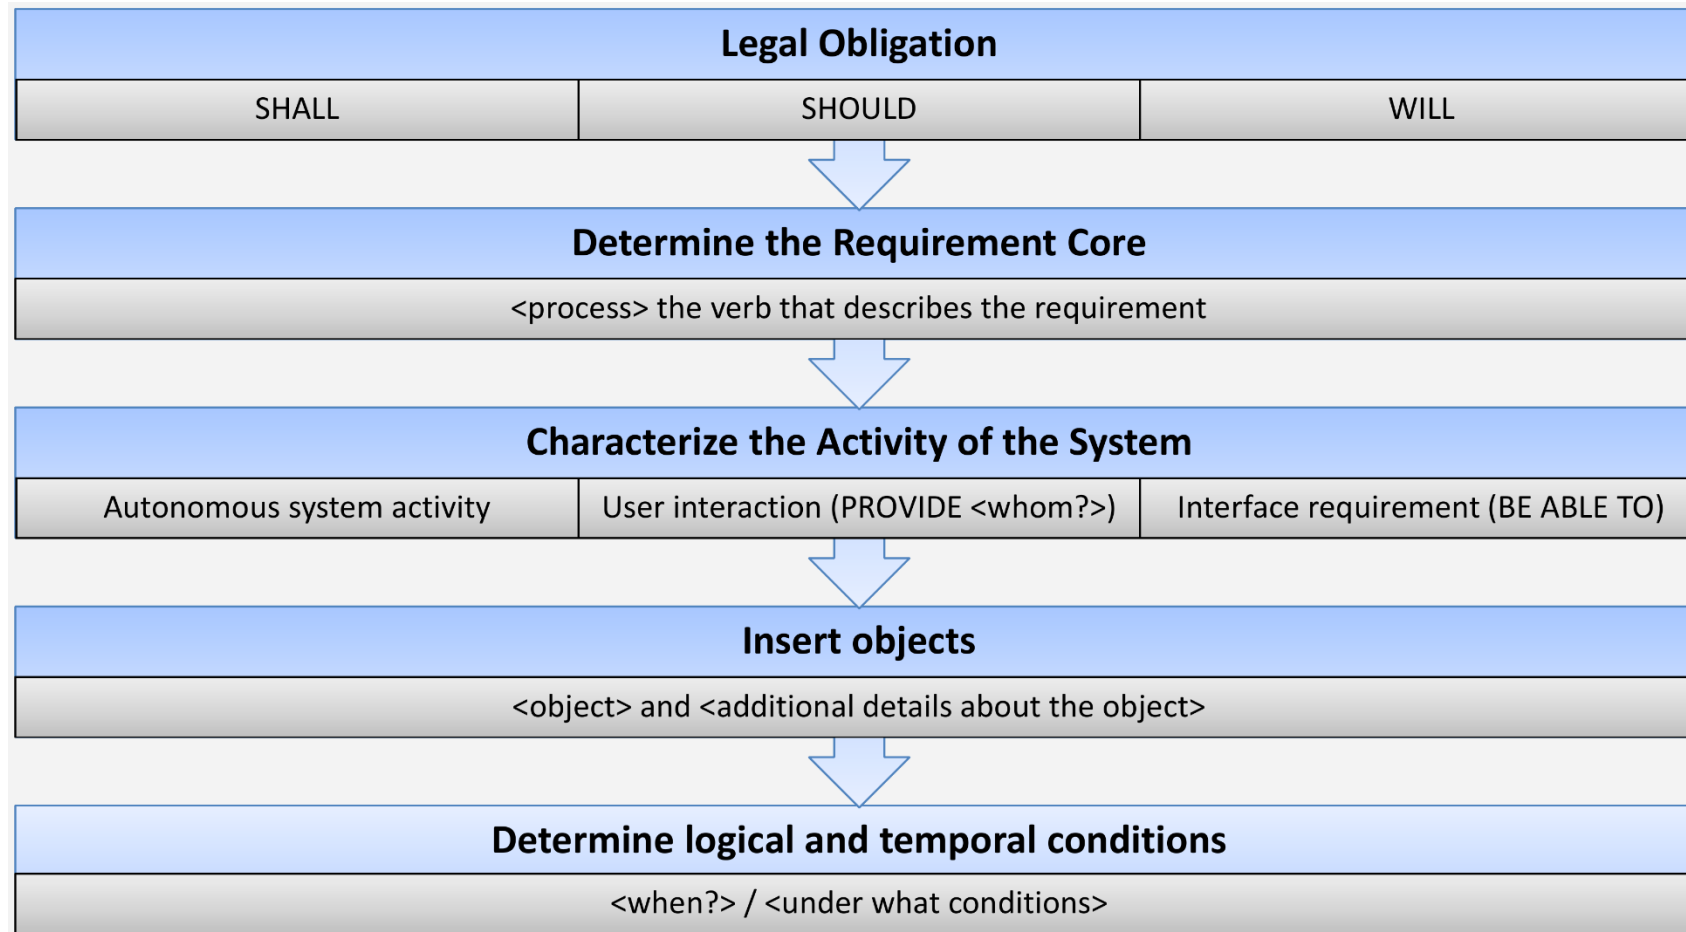 Legal Obligation
SHALL
SHOULD
WILL
Determine the Requirement Core
<process> the verb that describes the requirement
Characterize the Activity of the System
Autonomous system activity
User interaction (PROVIDE <whom?>)
Interface requirement (BE ABLE TO)
Insert objects
<object> and <additional details about the object>
Determine logical and temporal conditions
<when?> / <under what conditions>